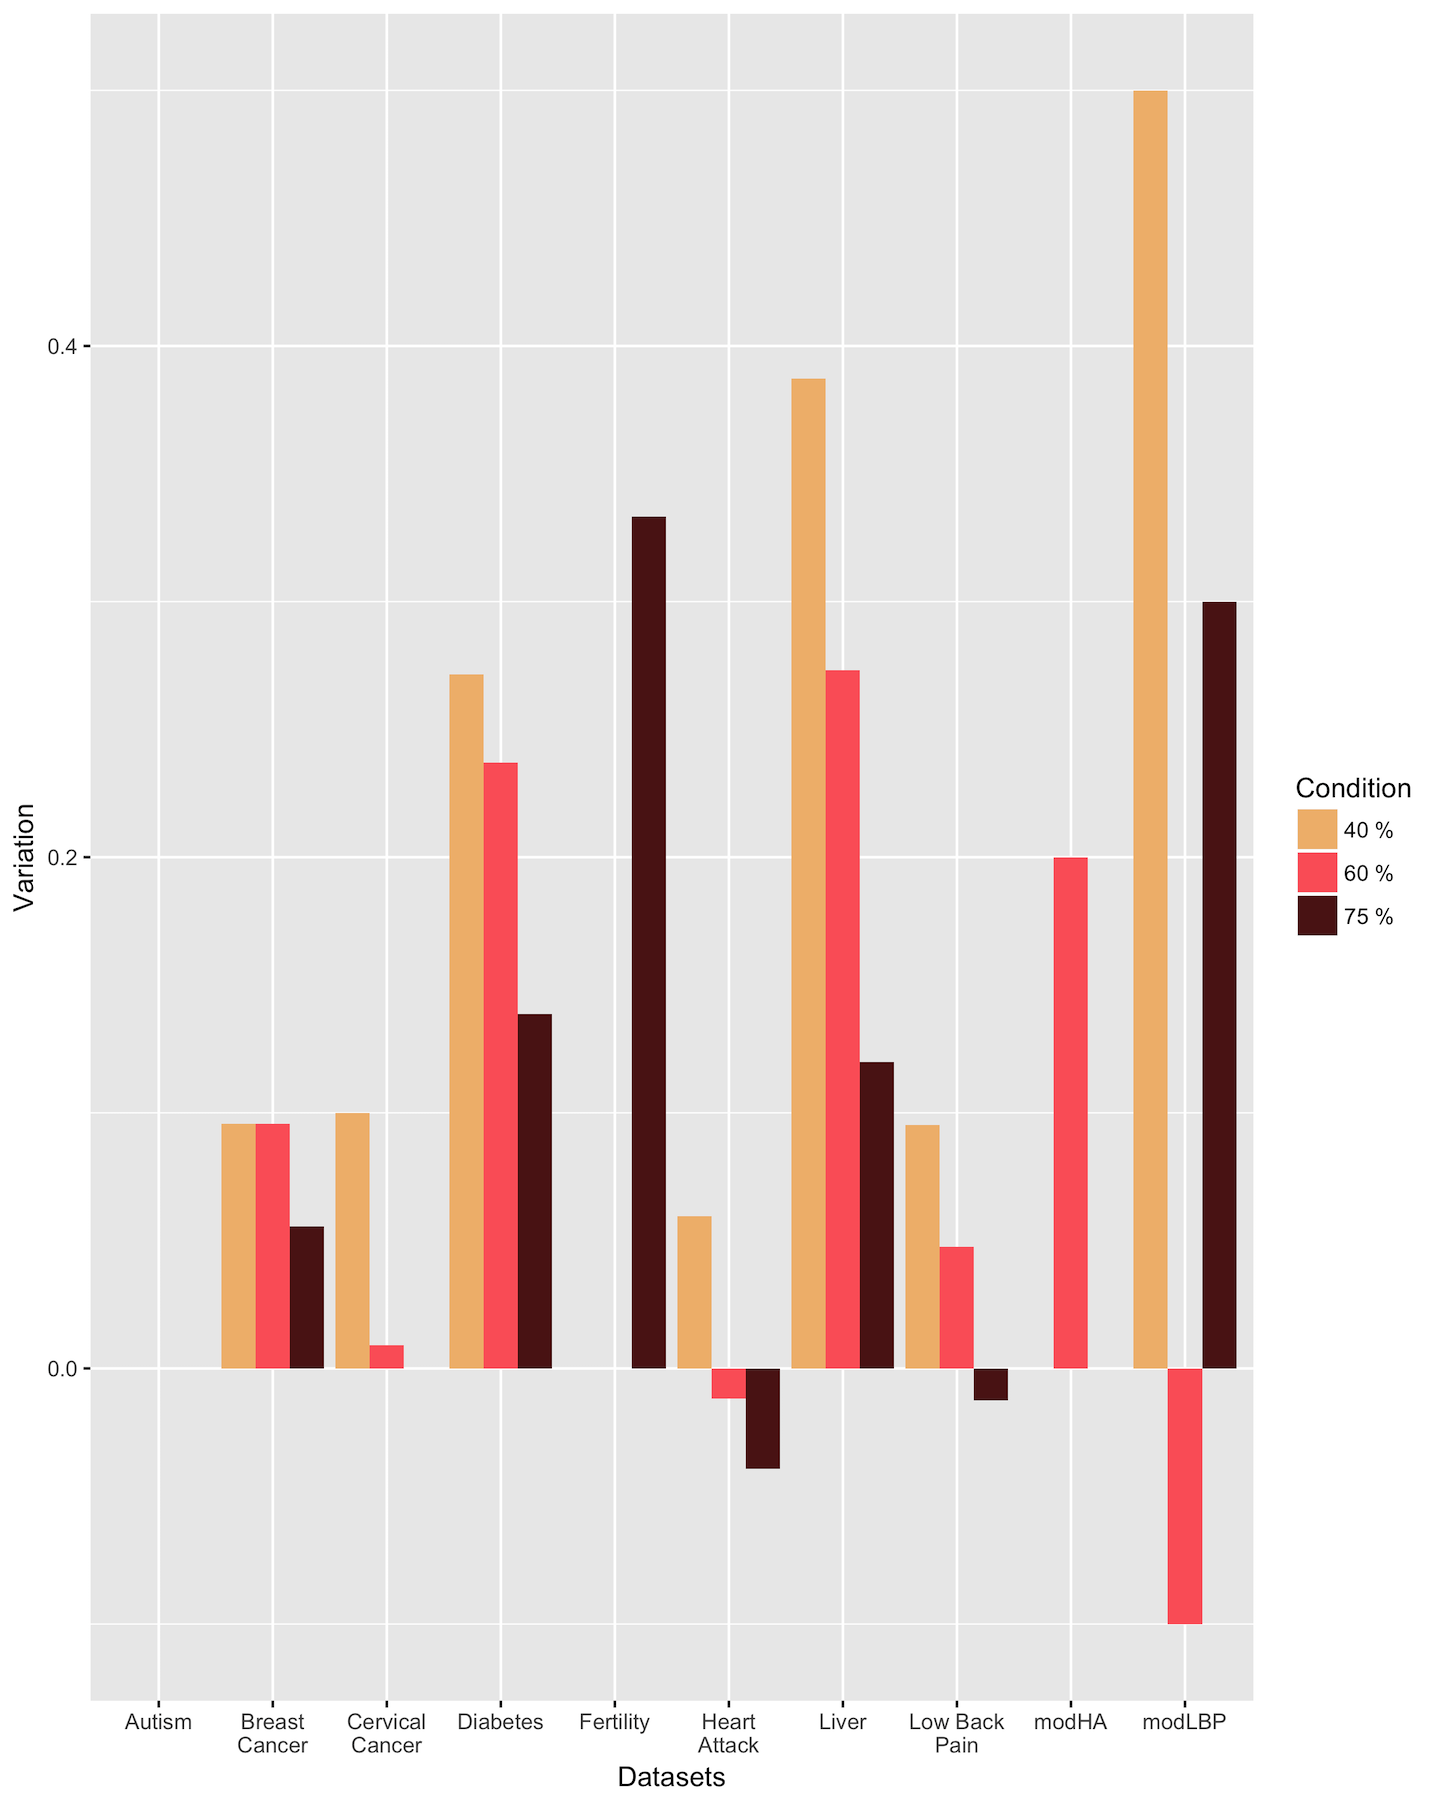 Variation
0.4
0.2
0.0
Autism
Breast
Cancer
Cervical
Cancer
Diabetes
Fertility
Heart
Attack
Liver
Low Back
Pain
modHA
modLBP
Datasets
Condition
40 %
60 %
75 %